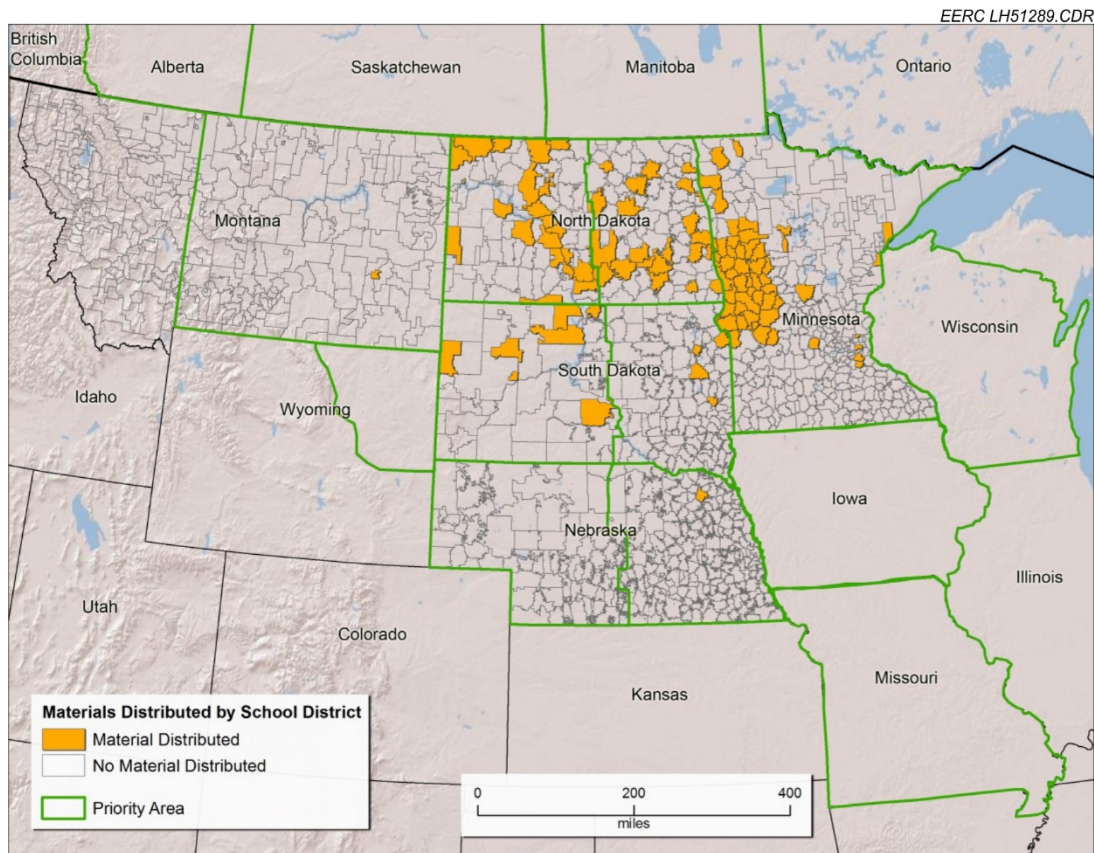 EERC LH51289.CDR
British
Columbia
Alberta
Saskatchewan
Manitoba
Ontario
Montana
North Dakota
Minnesota
Wisconsin
South Dakota
Idaho
Wyoming
Iowa
Nebraska
Illinois
Utah
Colorado
Kansas
Missouri
Materials Distributed by School District
Material Distributed
No Material Distributed
Priority Area
0 200 400
miles